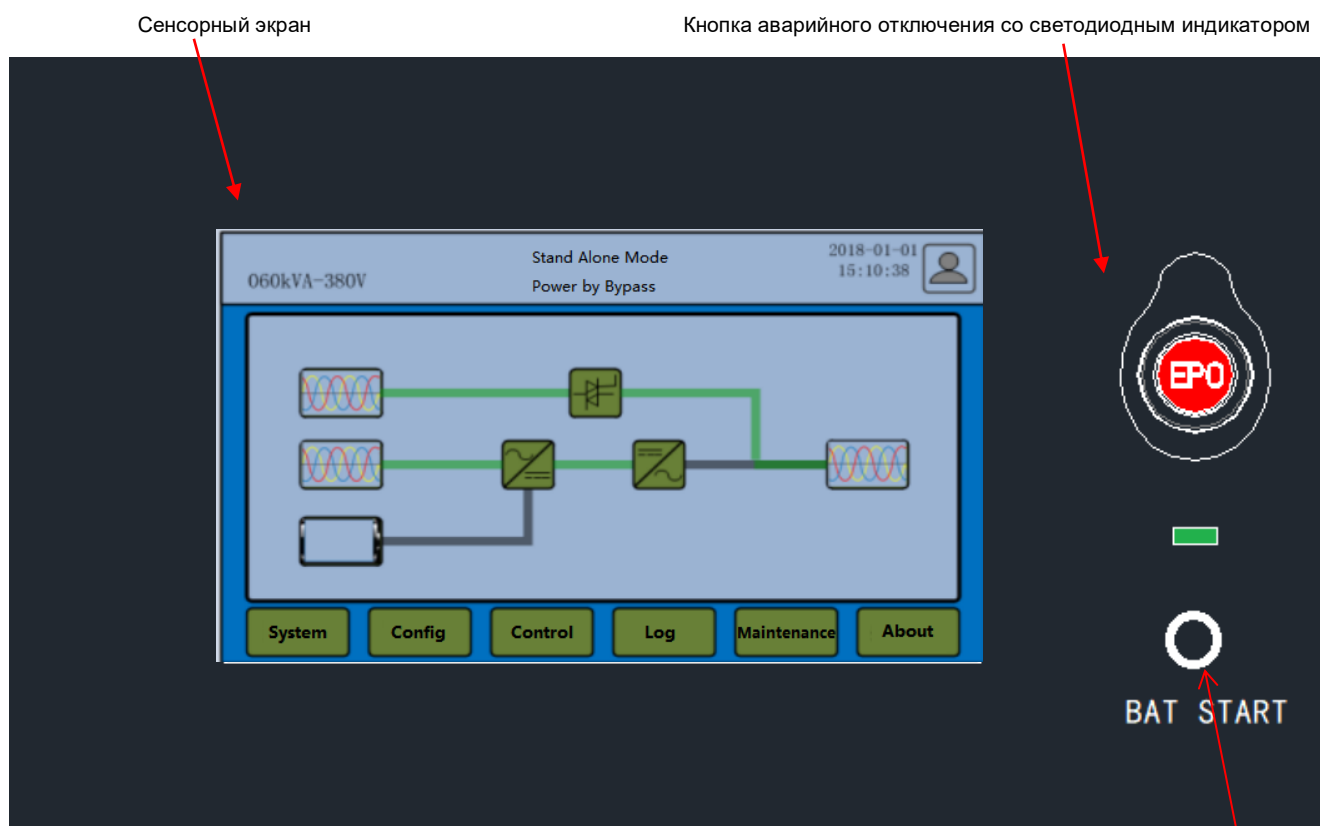 Сенсорный экран
Кнопка аварийного отключения со светодиодным индикатором
060kVA-380V
Stand Alone Mode
Power by Bypass
2018-01-01
15:10:38
EPO
System
Config
Control
Log
Maintenance
About
BAT START